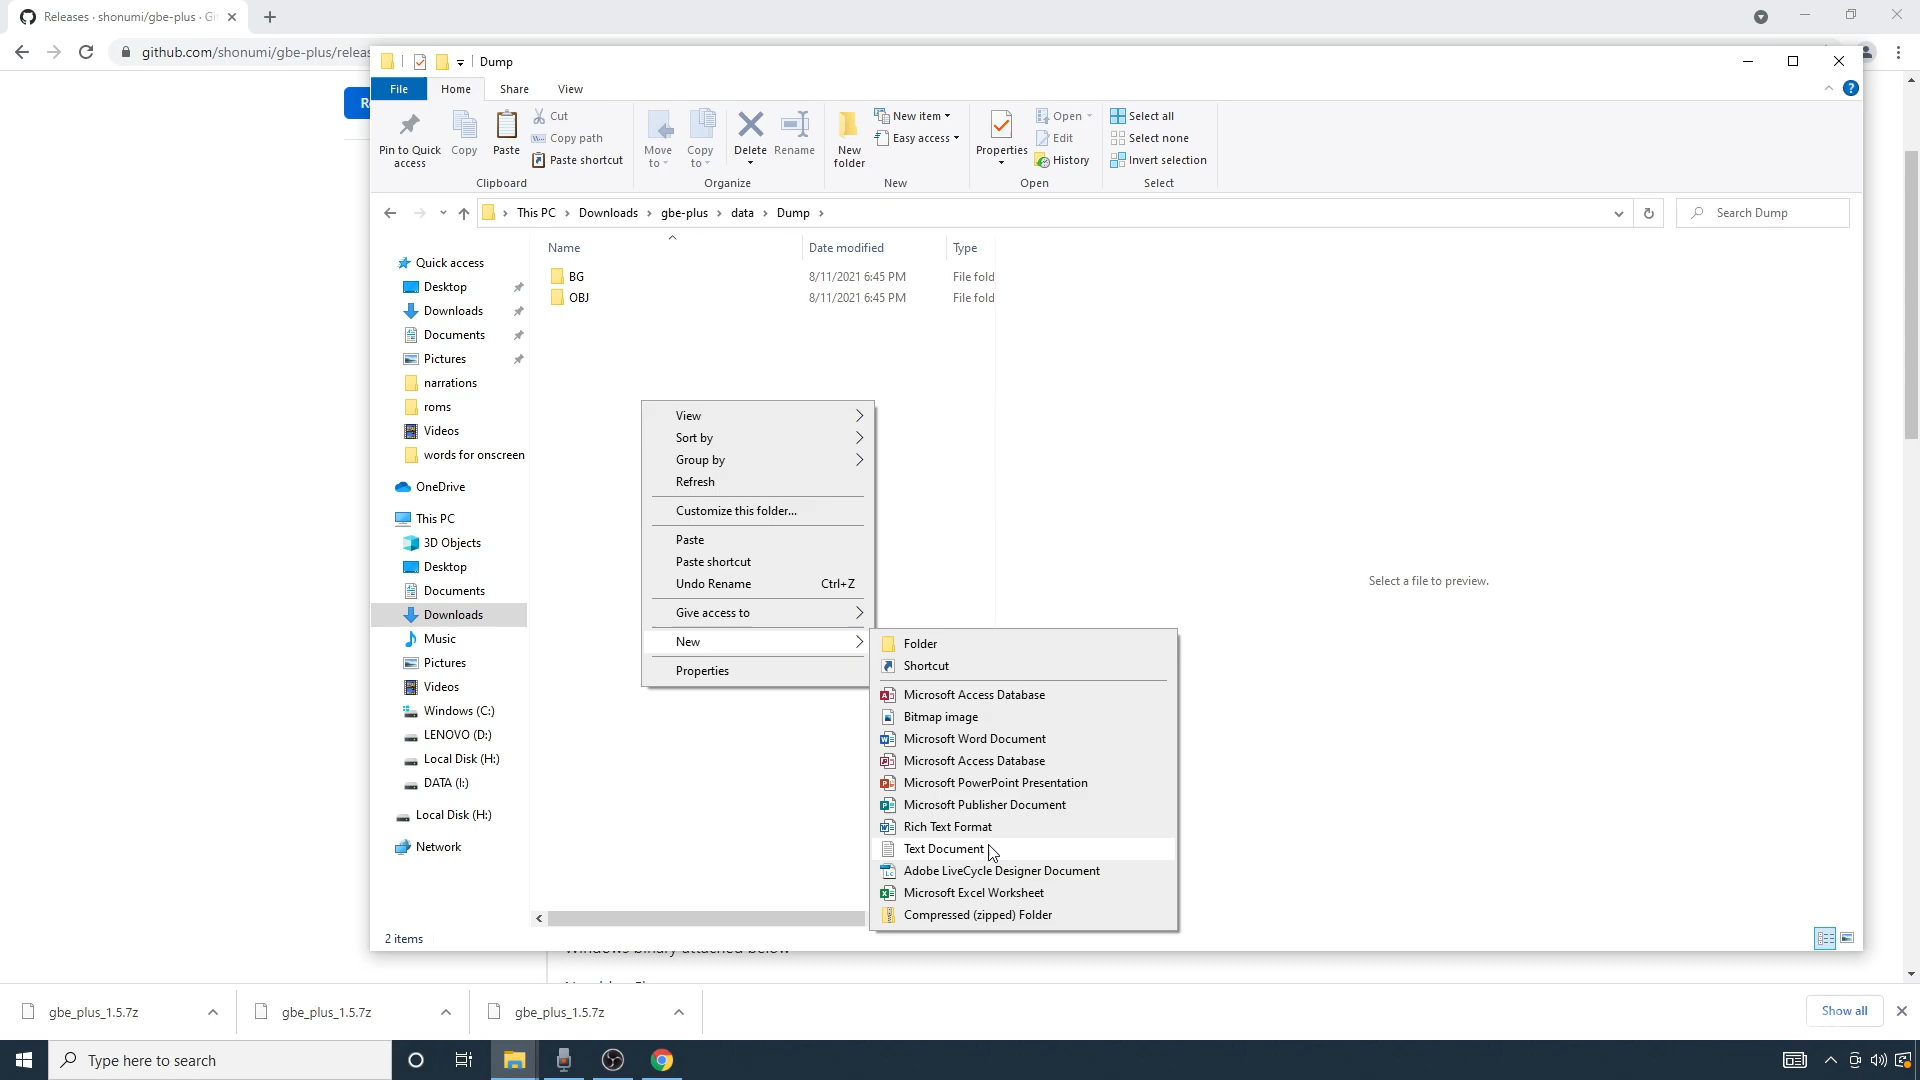 Releases · shonumi/gbe-plus · Gi
github.com/shonumi/gbe-plus/releas
Dump
File
Home
Share
View
Pin to Quick access
Copy
Paste
Cut
Copy path
Paste shortcut
Clipboard
Move to
Copy to
Delete
Rename
Organize
New folder
New item
Easy access
New
Properties
Open
Edit
History
Open
Select all
Select none
Invert selection
Select
This PC
Downloads
gbe-plus
data
Dump
Search Dump
Name
Date modified
Type
BG
8/11/2021 6:45 PM
File fold
OBJ
8/11/2021 6:45 PM
File fold
Quick access
Desktop
Downloads
Documents
Pictures
narrations
roms
Videos
words for onscreen
OneDrive
This PC
3D Objects
Desktop
Documents
Downloads
Music
Pictures
Videos
Windows (C:)
LENOVO (D:)
Local Disk (H:)
DATA (I:)
Local Disk (H:)
Network
View
Sort by
Group by
Refresh
Customize this folder...
Paste
Paste shortcut
Undo Rename Ctrl+Z
Give access to
New
Properties
Folder
Shortcut
Microsoft Access Database
Bitmap image
Microsoft Word Document
Microsoft Access Database
Microsoft PowerPoint Presentation
Microsoft Publisher Document
Rich Text Format
Text Document
Adobe LiveCycle Designer Document
Microsoft Excel Worksheet
Compressed (zipped) Folder
Select a file to preview.
2 items
gbe_plus_1.5.7z
gbe_plus_1.5.7z
gbe_plus_1.5.7z
Show all
Type here to search